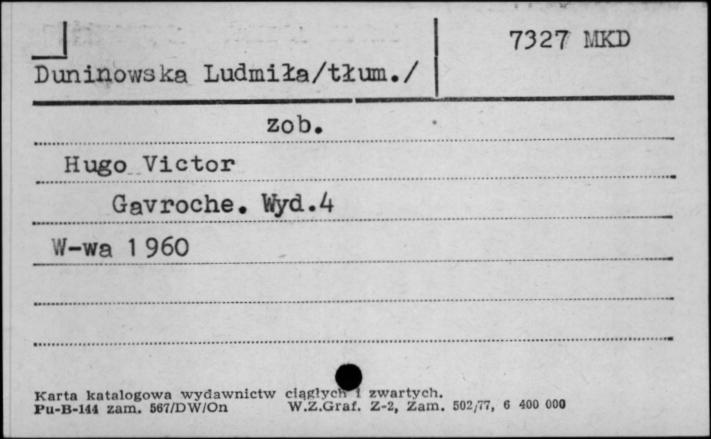 7327 MKD
Duninowska Ludmiła/tłum./
zob.
Hugo Victor
Gavroche. Wyd.4
W-wa 1960
Karta katalogowa wydawnictw ciągłych i zwartych.
Pu-B-144 zam. 567/DW/On W.Z.Graf. Z-2, Zam. 502/77, 6 400 000